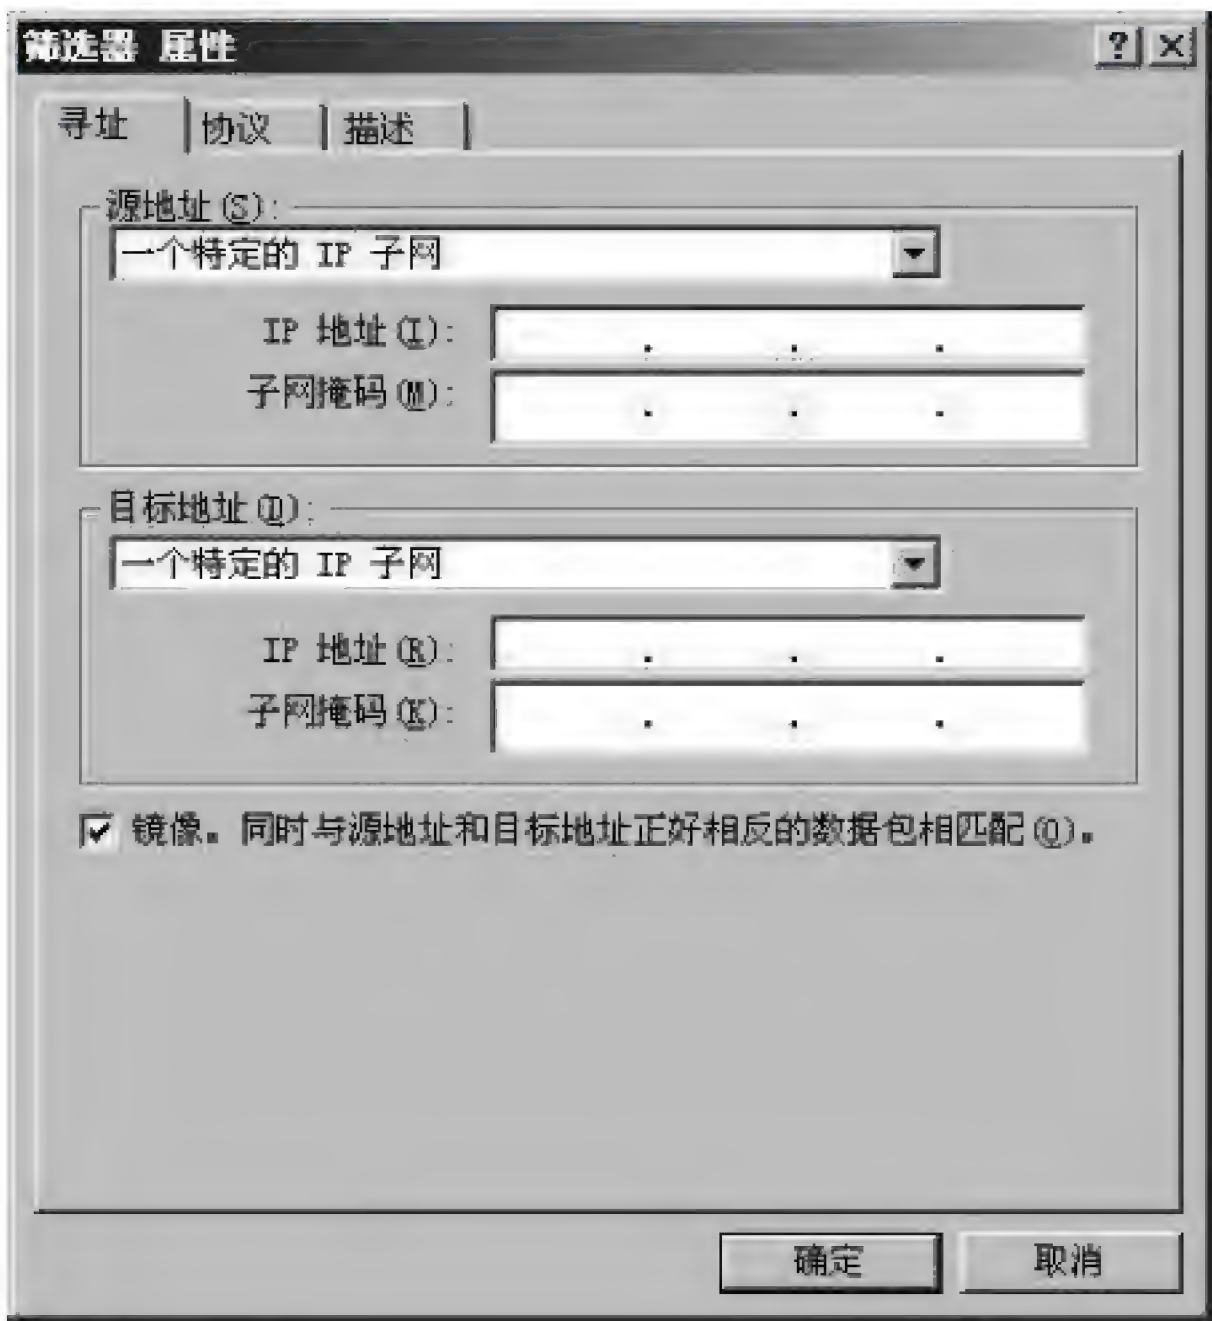 筛选器 属性
寻址 协议 描述
源地址(S):
一个特定的 IP 子网
IP 地址(I):
子网掩码(M):
目标地址(D):
一个特定的 IP 子网
IP 地址(R):
子网掩码(K):
镜像。同时与源地址和目标地址正好相反的数据包相匹配(O)。
确定 取消